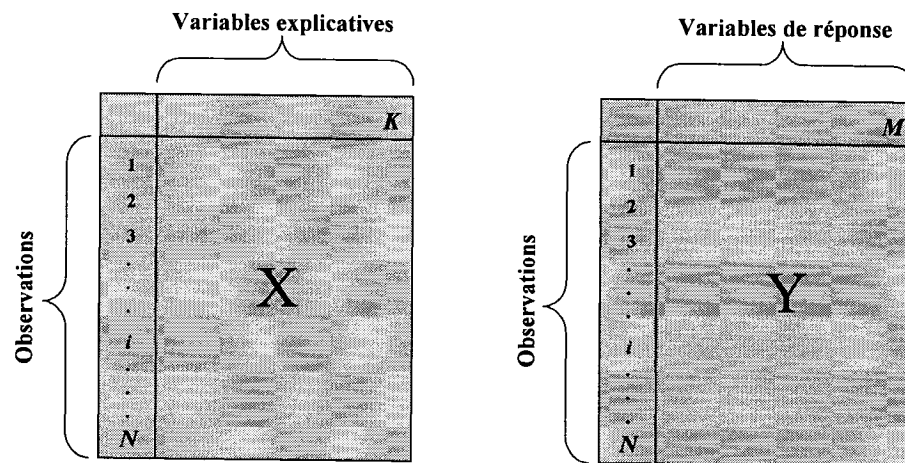 Variables explicatives
K
Observations
1
2
3
.
.
.
i
.
.
.
N
X
Variables de réponse
M
Observations
1
2
3
.
.
.
i
.
.
.
N
Y